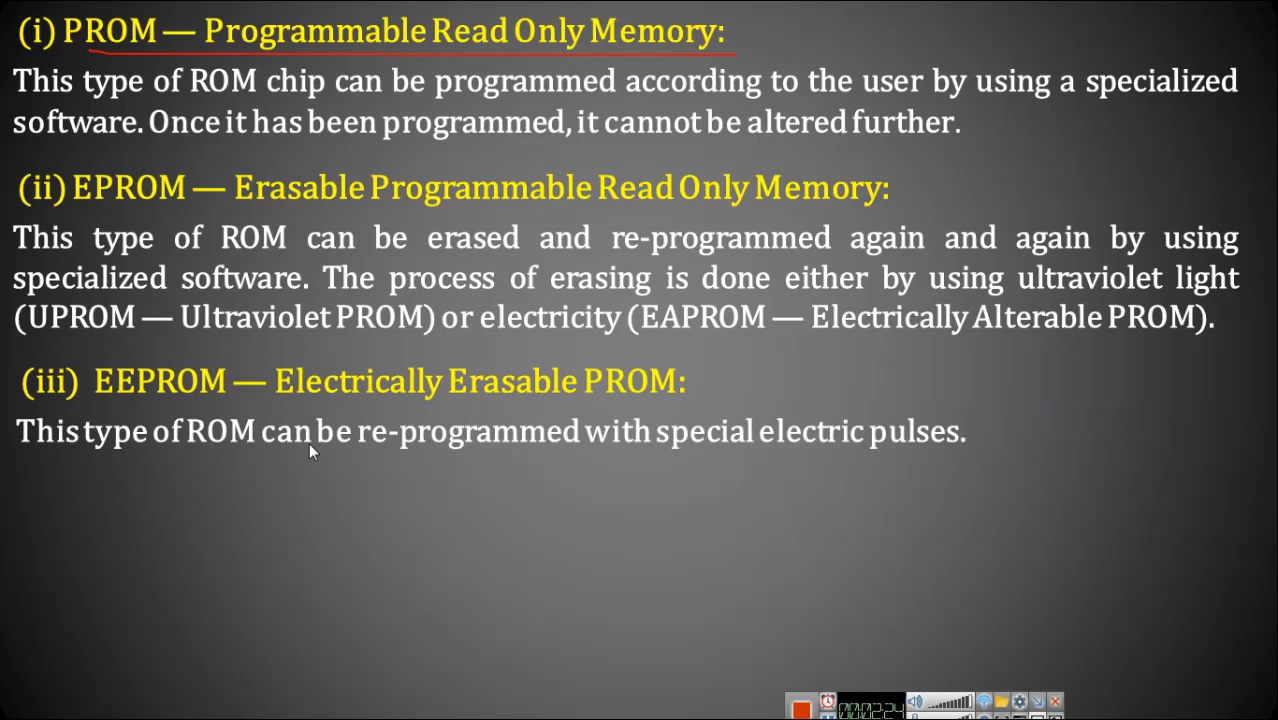 (i) PROM — Programmable Read Only Memory:
This type of ROM chip can be programmed according to the user by using a specialized
software. Once it has been programmed, it cannot be altered further.
(ii) EPROM — Erasable Programmable Read Only Memory:
This type of ROM can be erased and re-programmed again and again by using
specialized software. The process of erasing is done either by using ultraviolet light
(UPROM — Ultraviolet PROM) or electricity (EAPROM — Electrically Alterable PROM).
(iii) EEPROM — Electrically Erasable PROM:
This type of ROM can be re-programmed with special electric pulses.
00:02:24